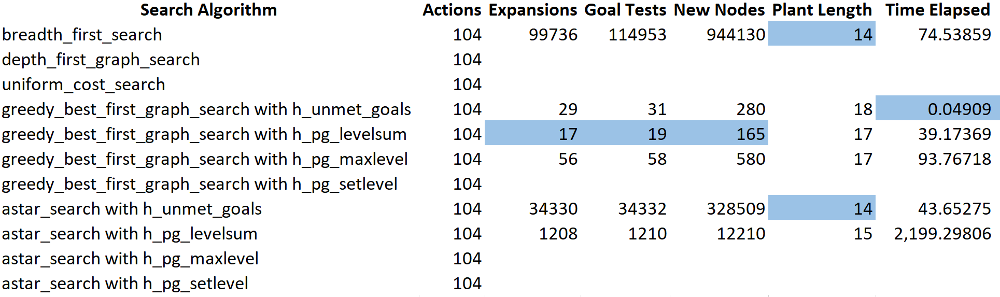 Search Algorithm Actions Expansions Goal Tests New Nodes Plant Length Time Elapsed
breadth_first_search 104 99736 114953 944130 14 74.53859
depth_first_graph_search 104
uniform_cost_search 104
greedy_best_first_graph_search with h_unmet_goals 104 29 31 280 18 0.04909
greedy_best_first_graph_search with h_pg_levelsum 104 17 19 165 17 39.17369
greedy_best_first_graph_search with h_pg_maxlevel 104 56 58 580 17 93.76718
greedy_best_first_graph_search with h_pg_setlevel 104
astar_search with h_unmet_goals 104 34330 34332 328509 14 43.65275
astar_search with h_pg_levelsum 104 1208 1210 12210 15 2,199.29806
astar_search with h_pg_maxlevel 104
astar_search with h_pg_setlevel 104